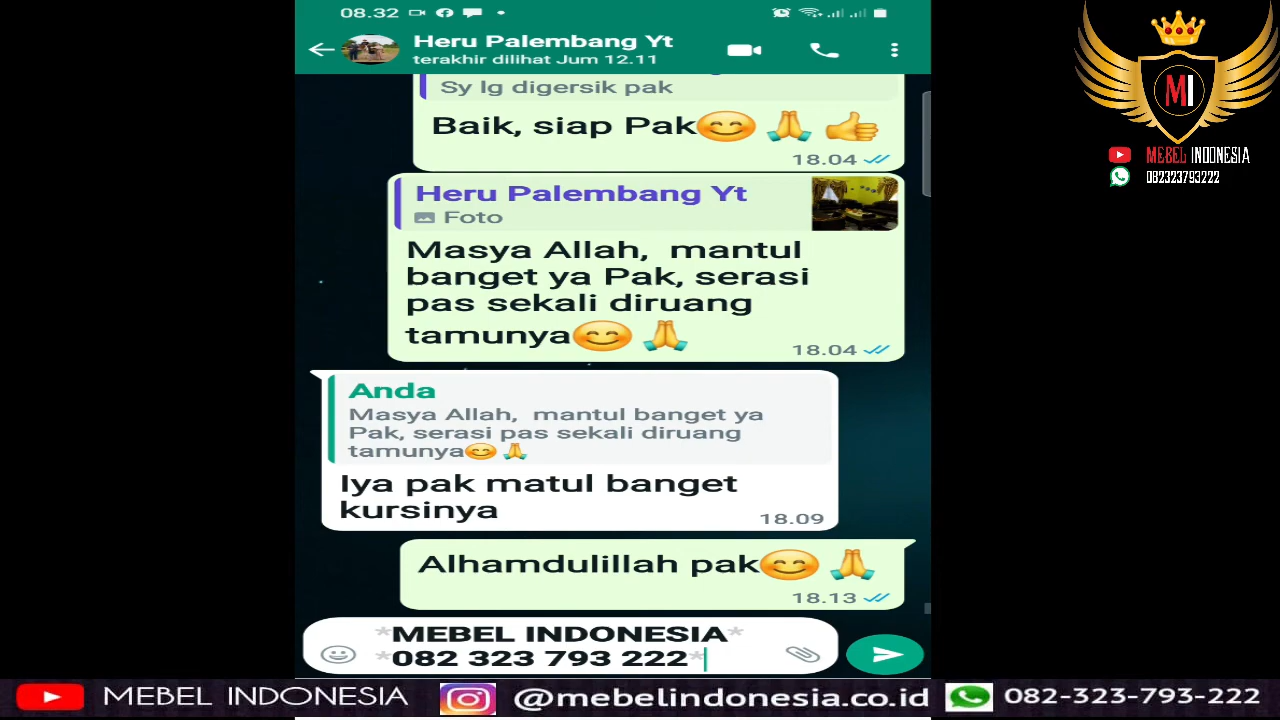 08.32
Heru Palembang Yt
terakhir dilihat Jum 12.11
Sy lg digersik pak
Baik, siap Pak😊 🙏 👍
18.04
Heru Palembang Yt
Foto
Masya Allah,  mantul
banget ya Pak, serasi
pas sekali diruang
tamunya😊 🙏
18.04
Anda
Masya Allah,  mantul banget ya
Pak, serasi pas sekali diruang
tamunya😊 🙏
Iya pak matul banget
kursinya
18.09
Alhamdulillah pak😊 🙏
18.13
*MEBEL INDONESIA*
*082 323 793 222*
MI
MEBEL INDONESIA
082323793222
MEBEL INDONESIA @mebelindonesia.co.id 082-323-793-222